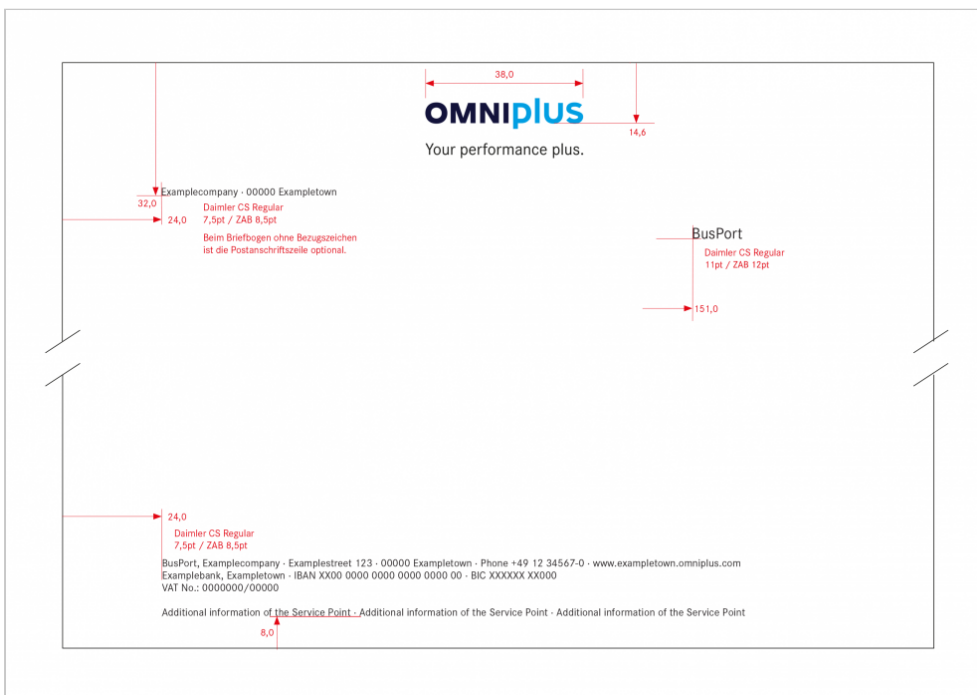 38,0
OMNIplus
14,6
Your performance plus.
Examplecompany · 00000 Exampletown
32,0
Daimler CS Regular
24,0
7,5pt / ZAB 8,5pt
Beim Briefbogen ohne Bezugszeichen
ist die Postanschriftszeile optional.
BusPort
Daimler CS Regular
11pt / ZAB 12pt
151,0
24,0
Daimler CS Regular
7,5pt / ZAB 8,5pt
BusPort, Examplecompany · Examplestreet 123 · 00000 Exampletown · Phone +49 12 34567-0 · www.exampletown.omniplus.com
Examplebank, Exampletown · IBAN XX00 0000 0000 0000 0000 00 · BIC XXXXXX XX000
VAT No.: 0000000/00000
Additional information of the Service Point · Additional information of the Service Point · Additional information of the Service Point
8,0